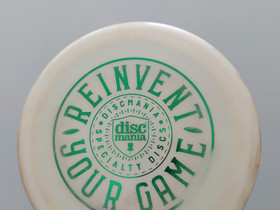 REINVENT
YOUR GAME
DISCMANIA
disc
mania
SPECIALTY DISCS